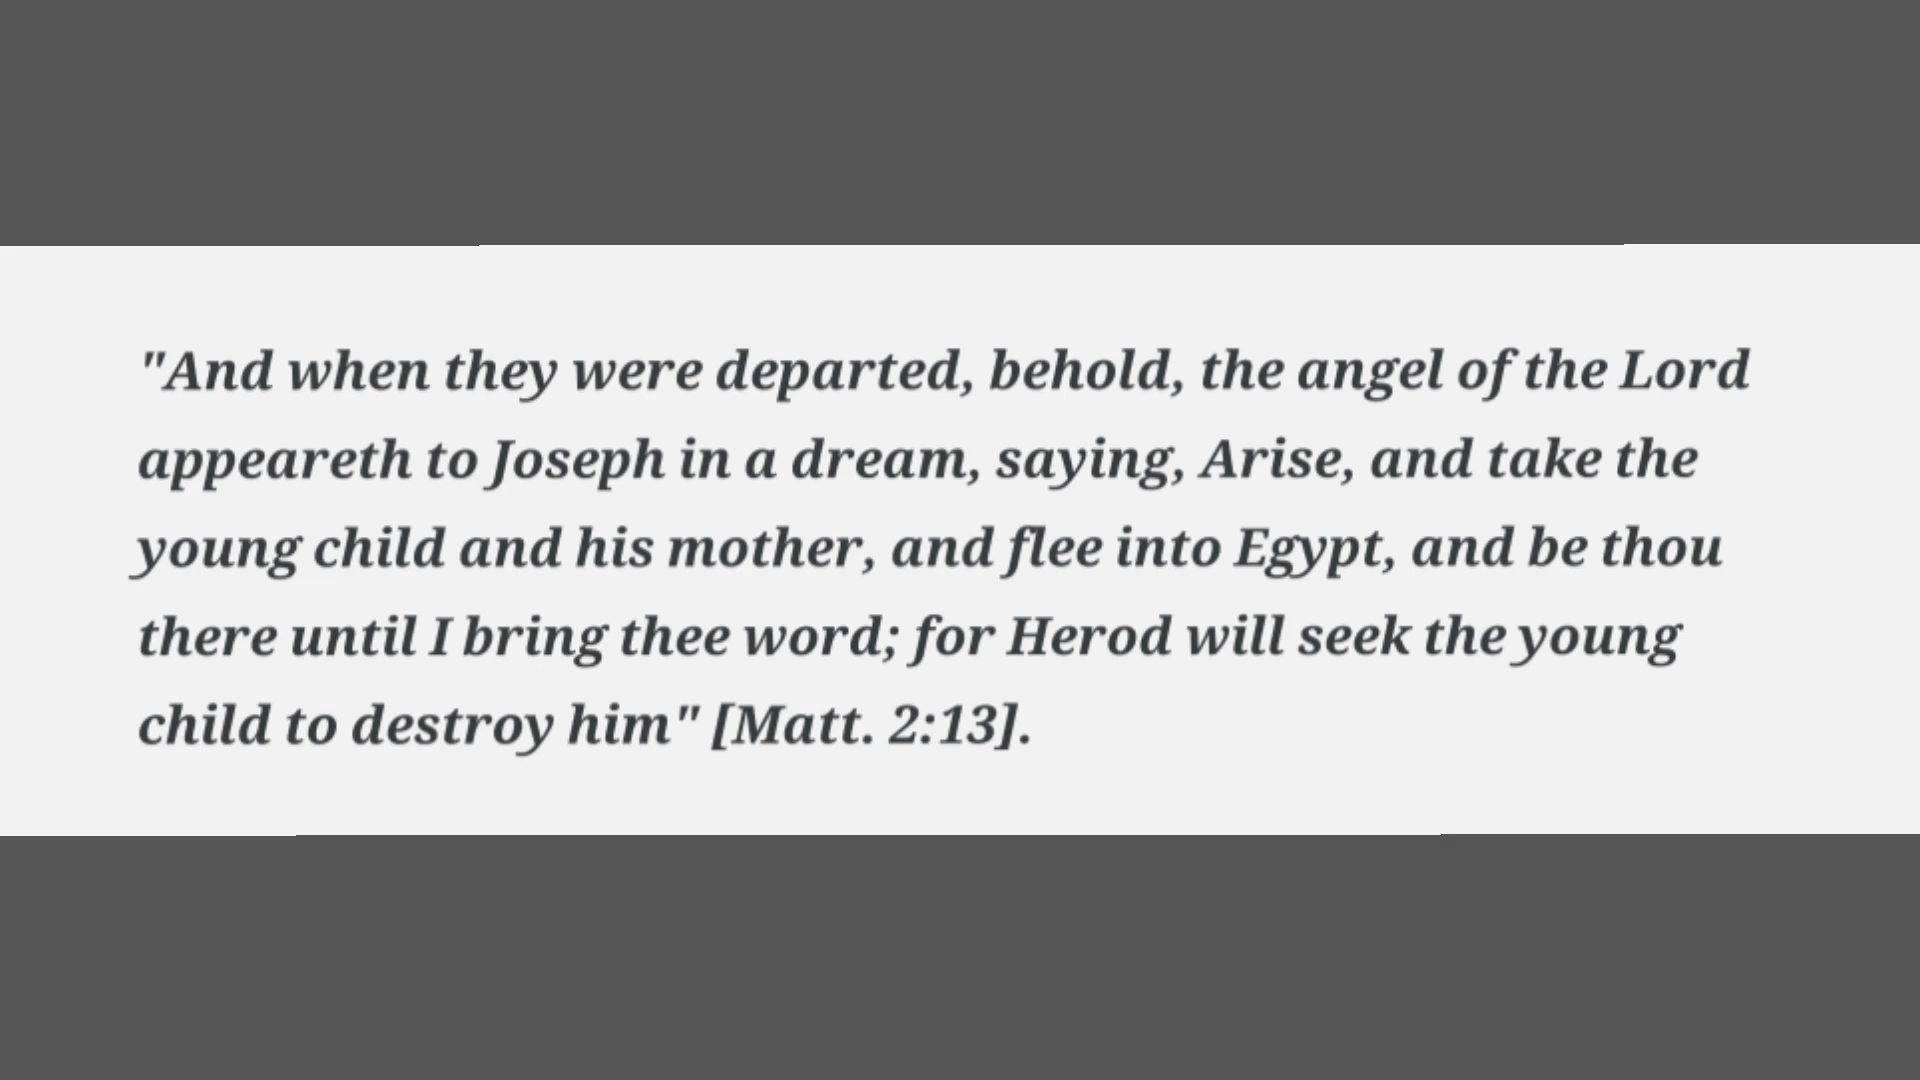 "And when they were departed, behold, the angel of the Lord
appeareth to Joseph in a dream, saying, Arise, and take the
young child and his mother, and flee into Egypt, and be thou
there until I bring thee word; for Herod will seek the young
child to destroy him" [Matt. 2:13].